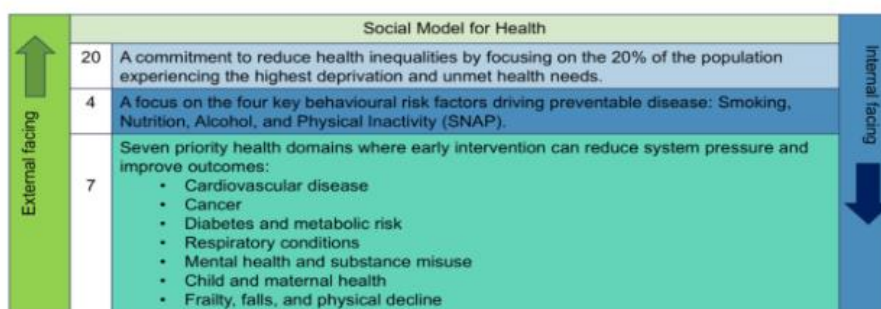 Social Model for Health
External facing
Internal facing
20 A commitment to reduce health inequalities by focusing on the 20% of the population
experiencing the highest deprivation and unmet health needs.
4 A focus on the four key behavioural risk factors driving preventable disease: Smoking,
Nutrition, Alcohol, and Physical Inactivity (SNAP).
7 Seven priority health domains where early intervention can reduce system pressure and
improve outcomes:
• Cardiovascular disease
• Cancer
• Diabetes and metabolic risk
• Respiratory conditions
• Mental health and substance misuse
• Child and maternal health
• Frailty, falls, and physical decline